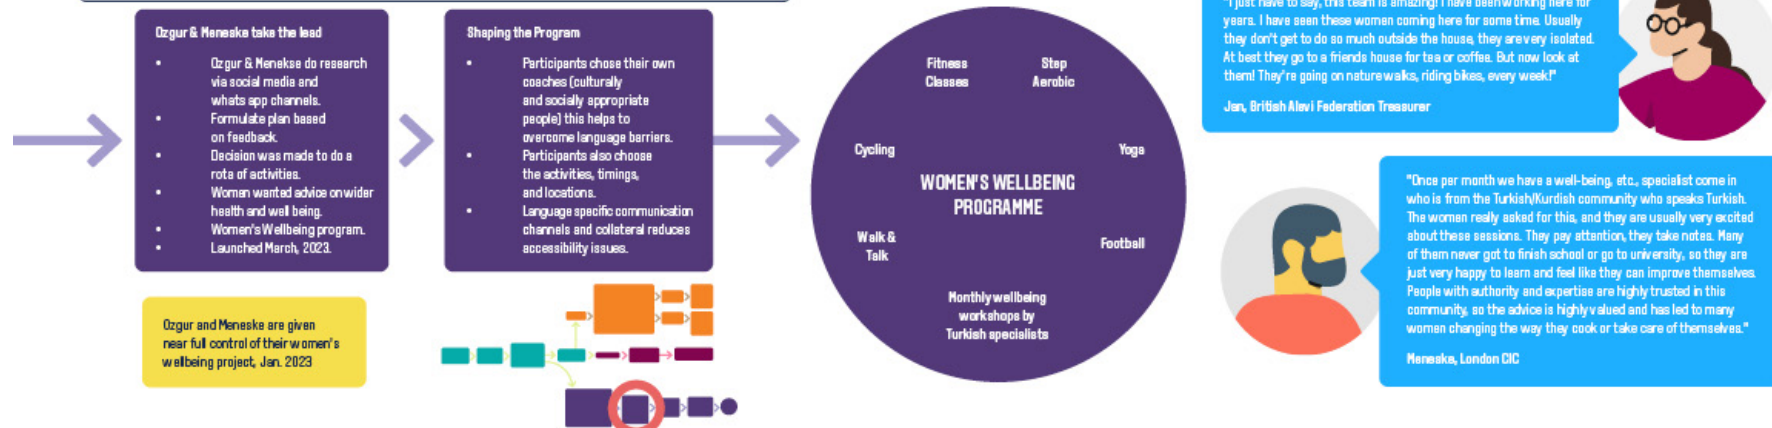 Ozgur & Meneske take the lead
• Ozgur & Menekse do research
via social media and
whats app channels.
• Formulate plan based
on feedback.
• Decision was made to do a
rota of activities.
• Women wanted advice on wider
health and well being.
• Women's Wellbeing program.
• Launched March, 2023.
Ozgur and Meneske are given
near full control of their women's
wellbeing project, Jan. 2023
Shaping the Program
• Participants chose their own
coaches (culturally
and socially appropriate
people) this helps to
overcome language barriers.
• Participants also choose
the activities, timings,
and locations.
• Language specific communication
channels and collateral reduces
accessibility issues.
Fitness
Classes
Step
Aerobic
Cycling
Yoga
WOMEN'S WELLBEING
PROGRAMME
Walk &
Talk
Football
Monthly wellbeing
workshops by
Turkish specialists
"I just have to say, this team is amazing! I have been working here for
years. I have seen these women coming here for some time. Usually
they don't get to do so much outside the house, they are very isolated.
At best they go to a friends house for tea or coffee. But now look at
them! They're going on nature walks, riding bikes, every week!"
Jan, British Alevi Federation Treasurer
"Once per month we have a well-being, etc., specialist come in
who is from the Turkish/Kurdish community who speaks Turkish.
The women really asked for this, and they are usually very excited
about these sessions. They pay attention, they take notes. Many
of them never got to finish school or go to university, so they are
just very happy to learn and feel like they can improve themselves.
People with authority and expertise are highly trusted in this
community, so the advice is highly valued and has led to many
women changing the way they cook or take care of themselves."
Meneske, London CIC